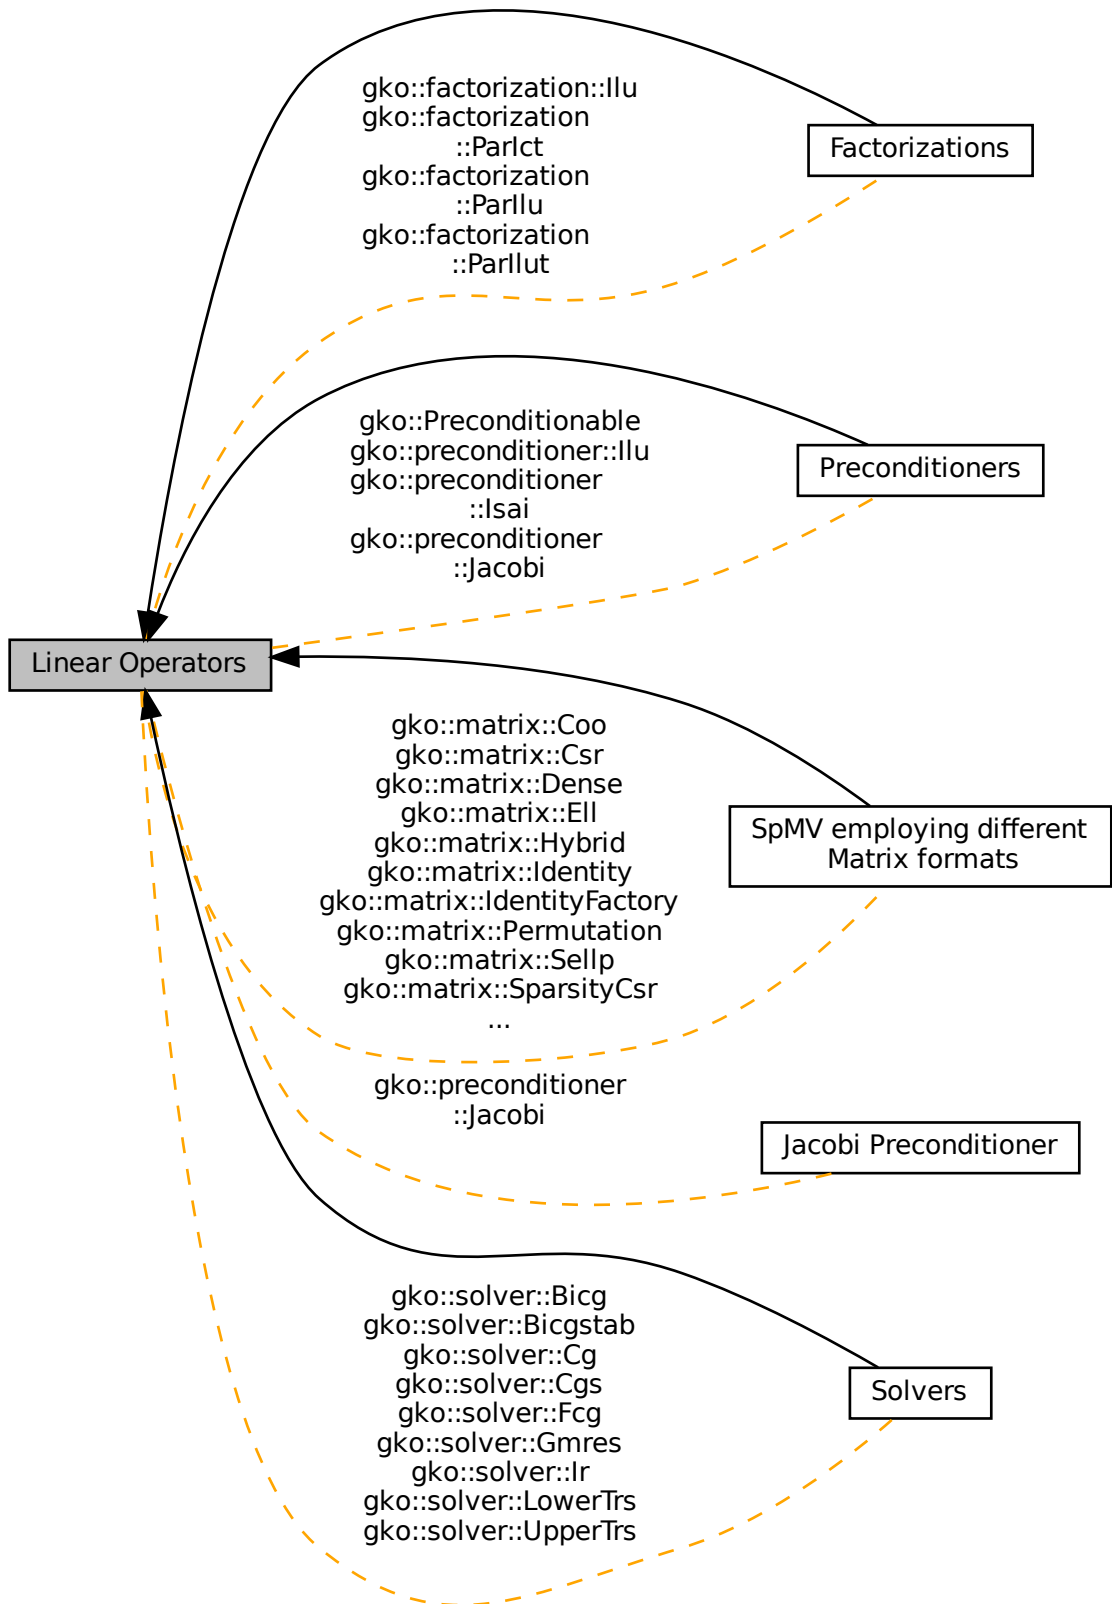 gko::factorization::Ilu
gko::factorization
::ParIct
gko::factorization
::ParIlu
gko::factorization
::ParIlut
Factorizations
gko::Preconditionable
gko::preconditioner::Ilu
gko::preconditioner
::Isai
gko::preconditioner
::Jacobi
Preconditioners
Linear Operators
gko::matrix::Coo
gko::matrix::Csr
gko::matrix::Dense
gko::matrix::Ell
gko::matrix::Hybrid
gko::matrix::Identity
gko::matrix::IdentityFactory
gko::matrix::Permutation
gko::matrix::Sellp
gko::matrix::SparsityCsr
...
SpMV employing different
Matrix formats
gko::preconditioner
::Jacobi
Jacobi Preconditioner
gko::solver::Bicg
gko::solver::Bicgstab
gko::solver::Cg
gko::solver::Cgs
gko::solver::Fcg
gko::solver::Gmres
gko::solver::Ir
gko::solver::LowerTrs
gko::solver::UpperTrs
Solvers